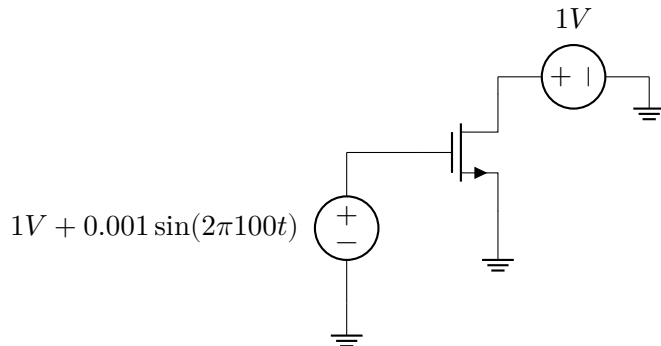 1V
+ −
1V + 0.001 sin(2π100t)
+
−